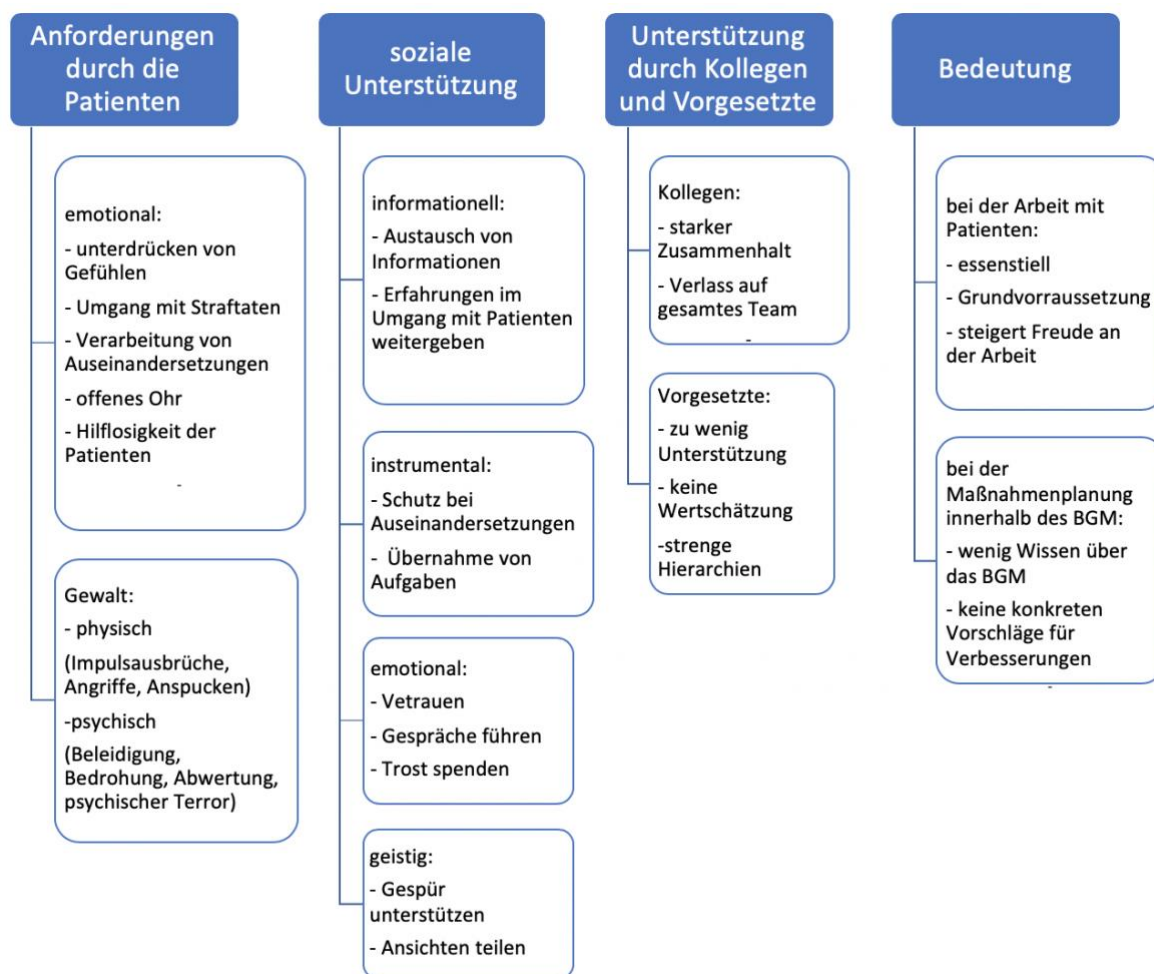 Anforderungen
durch die
Patienten
emotional:
- unterdrücken von
Gefühlen
- Umgang mit Straftaten
- Verarbeitung von
Auseinandersetzungen
- offenes Ohr
- Hilflosigkeit der
Patienten
-
Gewalt:
- physisch
(Impulsausbrüche,
Angriffe, Anspucken)
-psychisch
(Beleidigung,
Bedrohung, Abwertung,
psychischer Terror)
soziale
Unterstützung
informationell:
- Austausch von
Informationen
- Erfahrungen im
Umgang mit Patienten
weitergeben
instrumental:
- Schutz bei
Auseinandersetzungen
- Übernahme von
Aufgaben
emotional:
- Vetrauen
- Gespräche führen
- Trost spenden
geistig:
- Gespür
unterstützen
- Ansichten teilen
Unterstützung
durch Kollegen
und Vorgesetzte
Kollegen:
- starker
Zusammenhalt
- Verlass auf
gesamtes Team
-
Vorgesetzte:
- zu wenig
Unterstützung
- keine
Wertschätzung
-strenge
Hierarchien
Bedeutung
bei der Arbeit mit
Patienten:
- essenstiell
- Grundvorraussetzung
- steigert Freude an
der Arbeit
bei der
Maßnahmenplanung
innerhalb des BGM:
- wenig Wissen über
das BGM
- keine konkreten
Vorschläge für
Verbesserungen
-